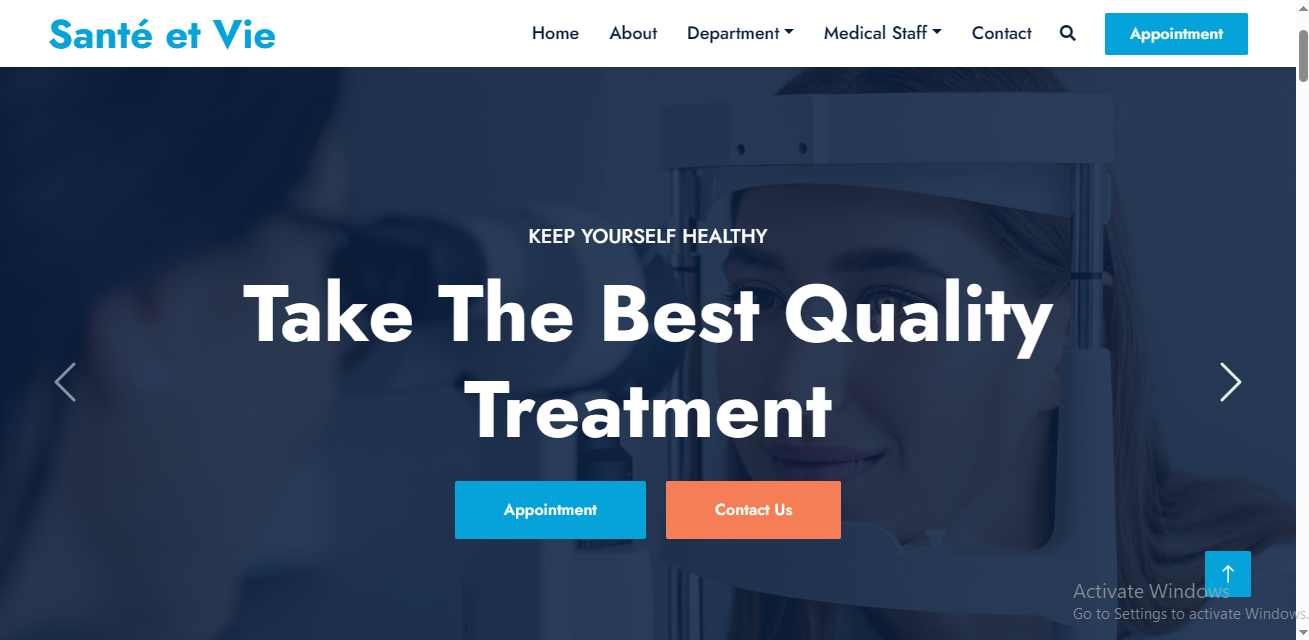 Santé et Vie
Home About Department Medical Staff Contact Appointment
KEEP YOURSELF HEALTHY
Take The Best Quality
Treatment
Appointment Contact Us
Activate Windows
Go to Settings to activate Windows.